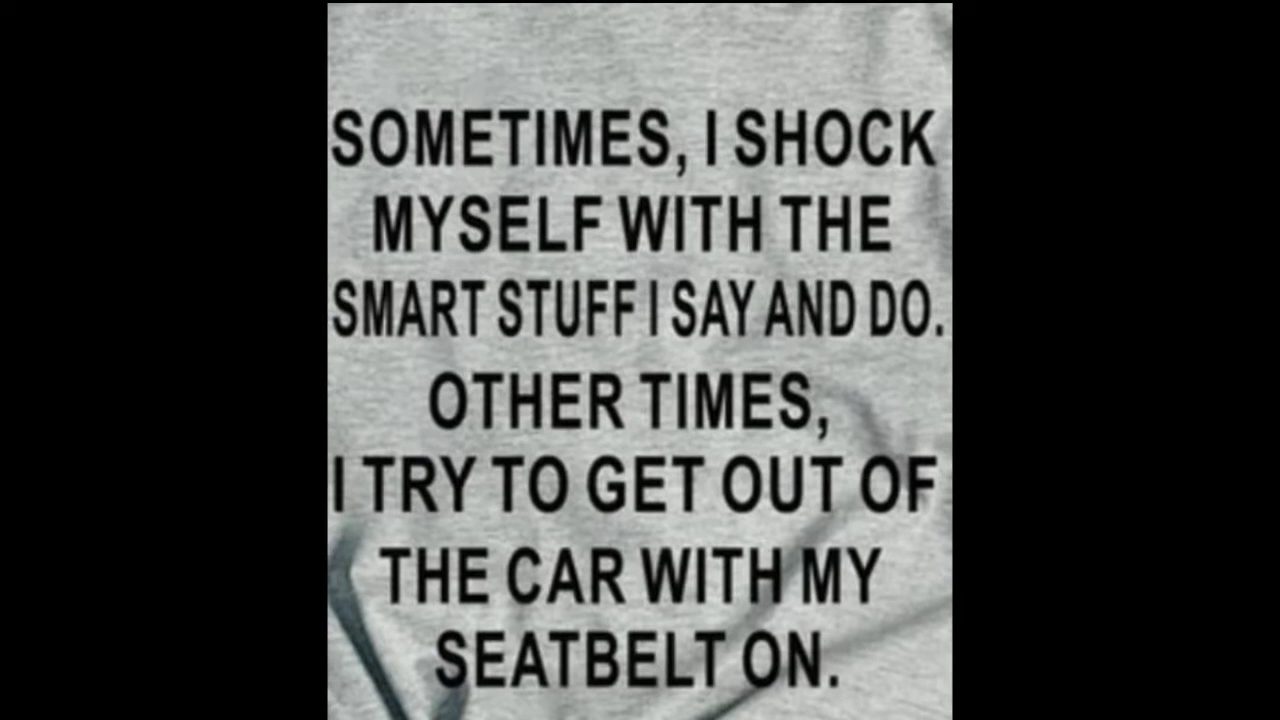 SOMETIMES, I SHOCK
MYSELF WITH THE
SMART STUFF I SAY AND DO.
OTHER TIMES,
I TRY TO GET OUT OF
THE CAR WITH MY
SEATBELT ON.